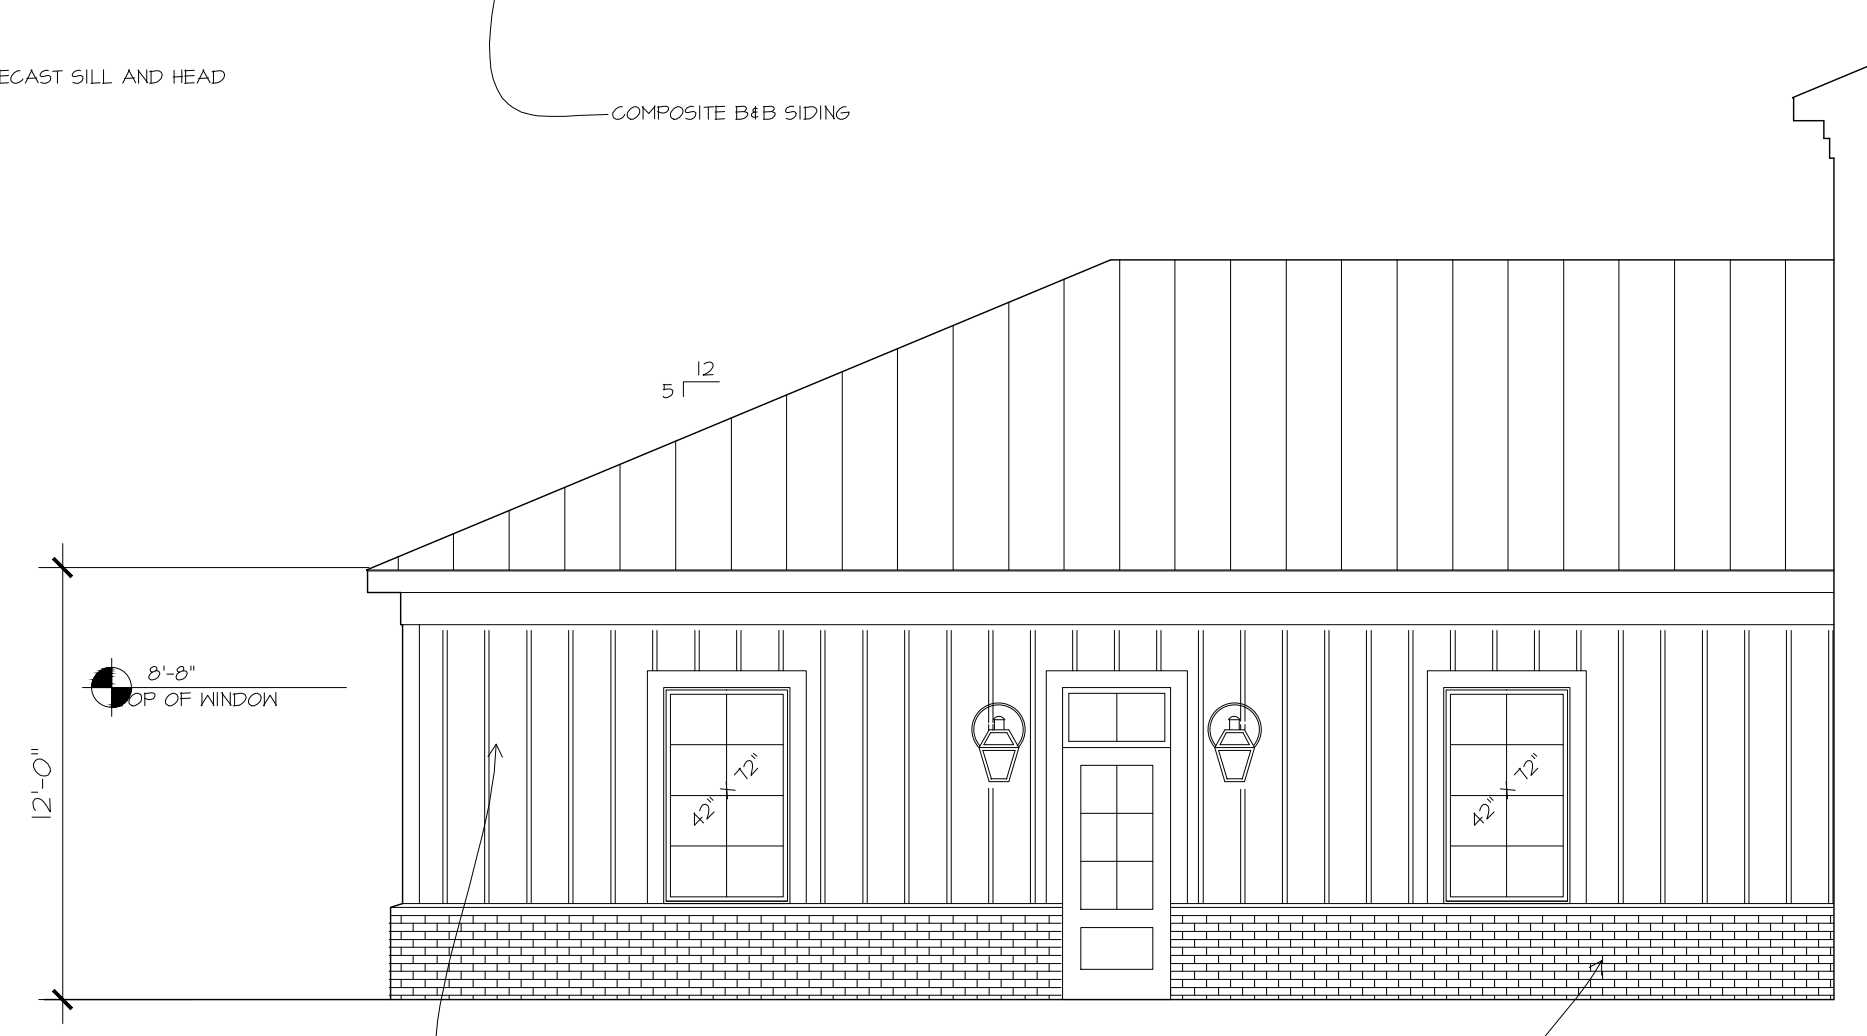 ECAST SILL AND HEAD
COMPOSITE B&B SIDING
12
5
8'-8"
OP OF WINDOW
12'-0"
42" X 72"
42" X 72"